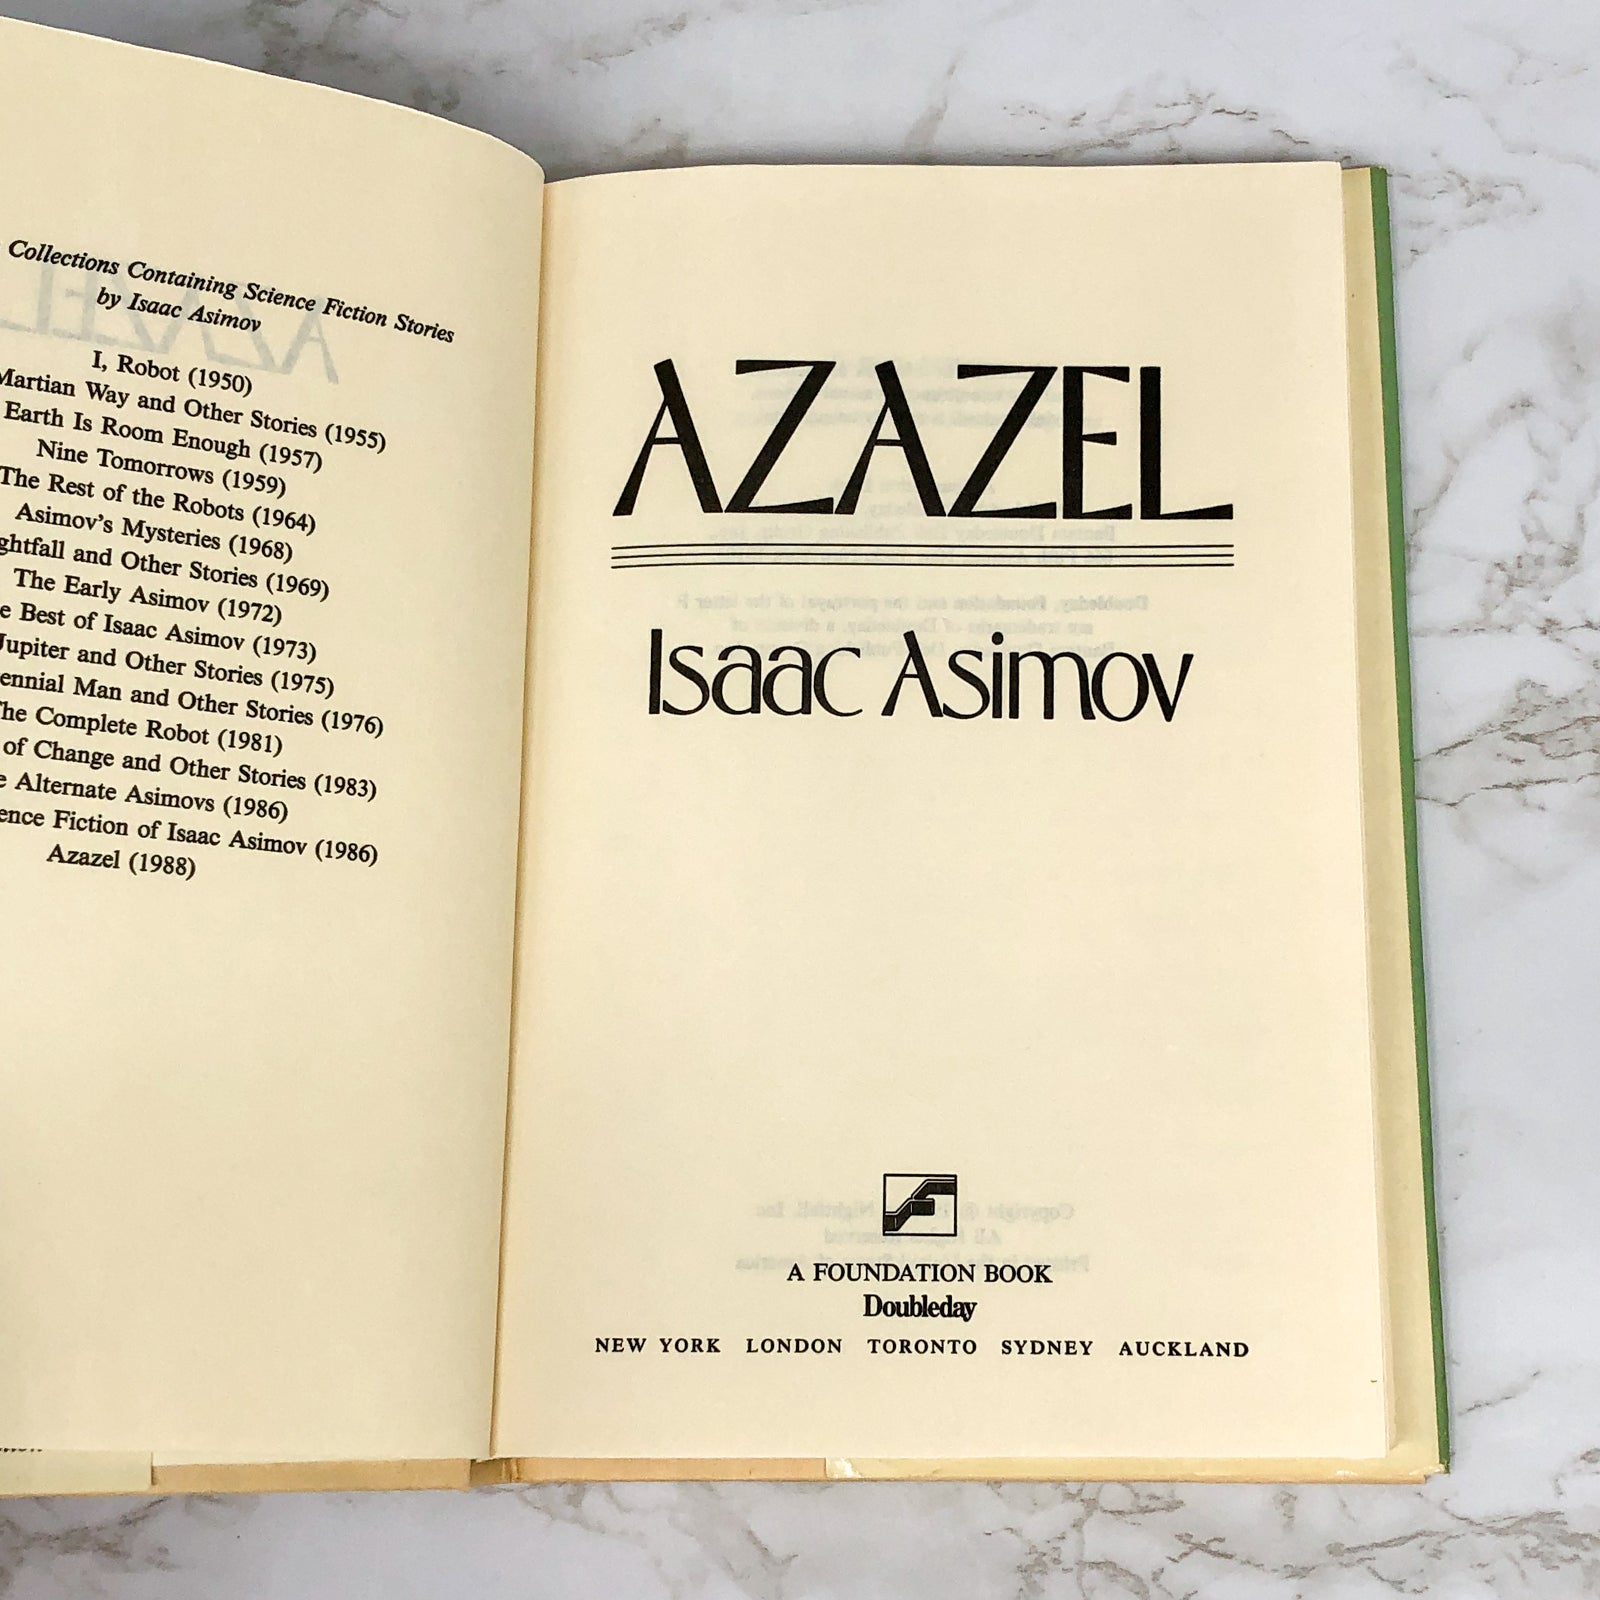 Collections Containing Science Fiction Stories
by Isaac Asimov
I, Robot (1950)
Martian Way and Other Stories (1955)
Earth Is Room Enough (1957)
Nine Tomorrows (1959)
The Rest of the Robots (1964)
Asimov's Mysteries (1968)
ghtfall and Other Stories (1969)
The Early Asimov (1972)
e Best of Isaac Asimov (1973)
Jupiter and Other Stories (1975)
ennial Man and Other Stories (1976)
The Complete Robot (1981)
of Change and Other Stories (1983)
e Alternate Asimovs (1986)
ence Fiction of Isaac Asimov (1986)
Azazel (1988)
AZAZEL
Isaac Asimov
A FOUNDATION BOOK
Doubleday
NEW YORK LONDON TORONTO SYDNEY AUCKLAND